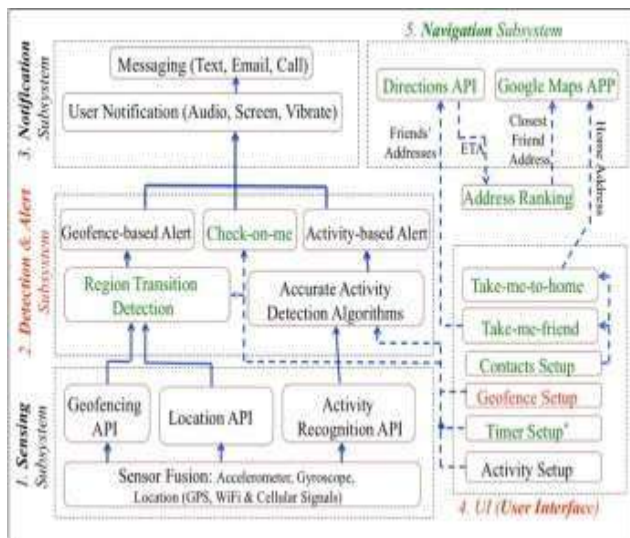 5. Navigation Subsystem
Messaging (Text, Email, Call)
User Notification (Audio, Screen, Vibrate)
3. Notification
Subsystem
Directions API
Google Maps APP
Friends'
Addresses
ETA
Closest
Friend
Address
Home Address
Address Ranking
2. Detection & Alert
Subsystem
Geofence-based Alert
Check-on-me
Activity-based Alert
Region Transition
Detection
Accurate Activity
Detection Algorithms
Take-me-to-home
Take-me-friend
Contacts Setup
Geofence Setup
Timer Setup*
Activity Setup
4. UI (User Interface)
1. Sensing
Subsystem
Geofencing
API
Location API
Activity
Recognition API
Sensor Fusion: Accelerometer, Gyroscope,
Location (GPS, WiFi & Cellular Signals)